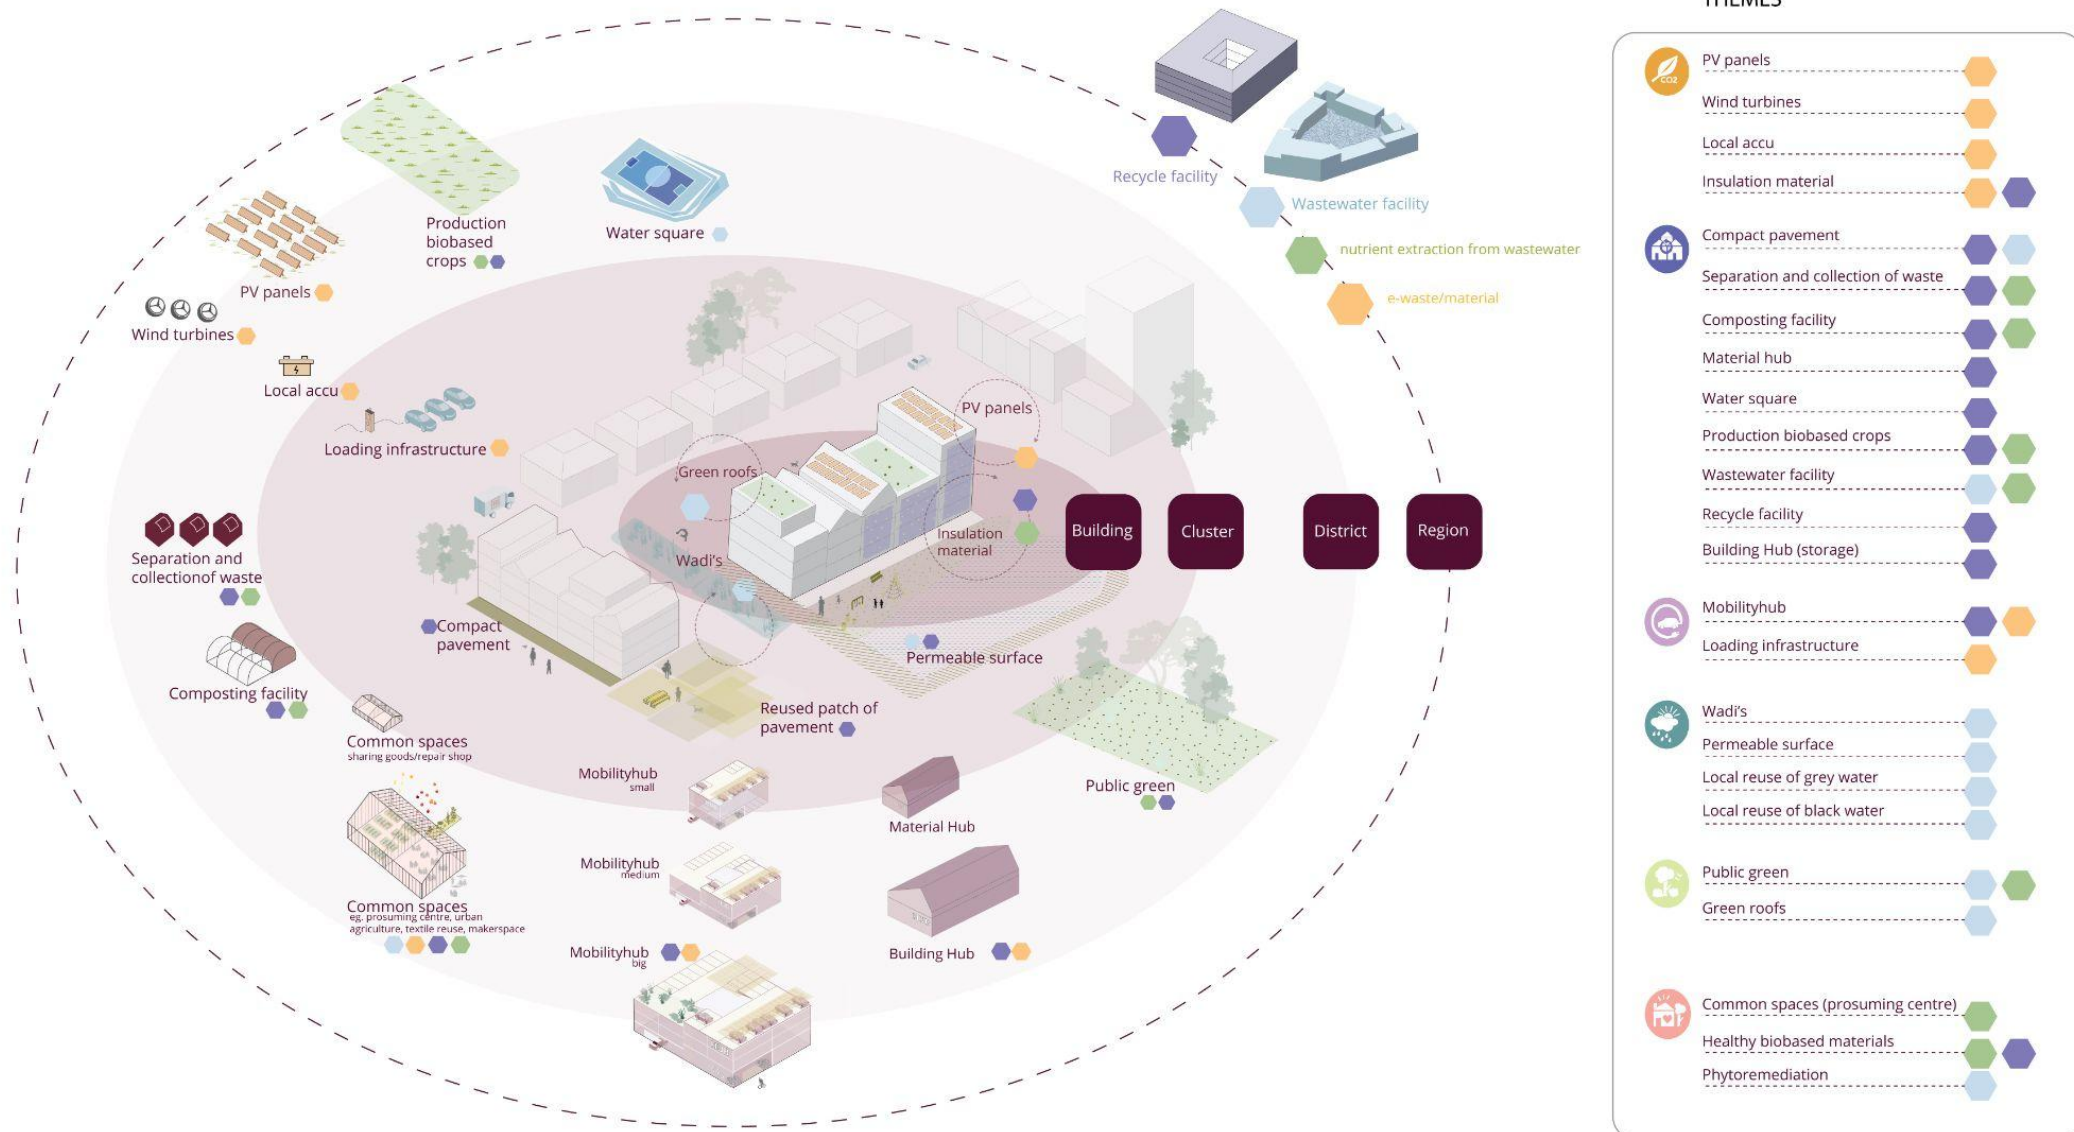 THEMES
Recycle facility
Wastewater facility
nutrient extraction from wastewater
e-waste/material
Production
biobased
crops
Water square
PV panels
Wind turbines
Local accu
Loading infrastructure
PV panels
Green roofs
Insulation
material
Wadi's
Building
Cluster
District
Region
Separation and
collectionof waste
Compact
pavement
Permeable surface
Composting facility
Reused patch of
pavement
Common spaces
sharing goods/repair shop
Mobilityhub
small
Material Hub
Public green
Mobilityhub
medium
Common spaces
eg. prosuming centre, urban
agriculture, textile reuse, makerspace
Mobilityhub
big
Building Hub
CO2
PV panels
Wind turbines
Local accu
Insulation material
Compact pavement
Separation and collection of waste
Composting facility
Material hub
Water square
Production biobased crops
Wastewater facility
Recycle facility
Building Hub (storage)
Mobilityhub
Loading infrastructure
Wadi's
Permeable surface
Local reuse of grey water
Local reuse of black water
Public green
Green roofs
Common spaces (prosuming centre)
Healthy biobased materials
Phytoremediation